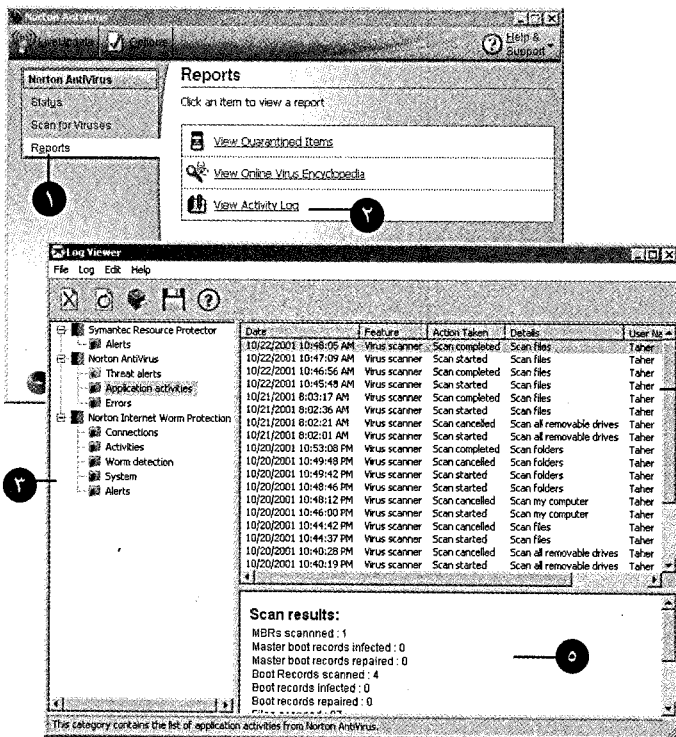 Norton AntiVirus
LiveUpdate
Options
Help & Support
Norton AntiVirus
Status
Scan for Viruses
Reports
Reports
Click an item to view a report
View Quarantined Items
View Online Virus Encyclopedia
View Activity Log
١
٢
Log Viewer
File Log Edit Help
Symantec Resource Protector
Alerts
Norton AntiVirus
Threat alerts
Application activities
Errors
Norton Internet Worm Protection
Connections
Activities
Worm detection
System
Alerts
٣
Date Feature Action Taken Details User Na
10/22/2001 10:48:05 AM Virus scanner Scan completed Scan files Taher
10/22/2001 10:47:09 AM Virus scanner Scan started Scan files Taher
10/22/2001 10:46:56 AM Virus scanner Scan completed Scan files Taher
10/22/2001 10:45:48 AM Virus scanner Scan started Scan files Taher
10/21/2001 8:03:17 AM Virus scanner Scan completed Scan files Taher
10/21/2001 8:02:36 AM Virus scanner Scan started Scan files Taher
10/21/2001 8:02:21 AM Virus scanner Scan cancelled Scan all removable drives Taher
10/21/2001 8:02:01 AM Virus scanner Scan started Scan all removable drives Taher
10/20/2001 10:53:08 PM Virus scanner Scan completed Scan folders Taher
10/20/2001 10:49:48 PM Virus scanner Scan cancelled Scan folders Taher
10/20/2001 10:49:42 PM Virus scanner Scan started Scan folders Taher
10/20/2001 10:48:46 PM Virus scanner Scan started Scan folders Taher
10/20/2001 10:48:12 PM Virus scanner Scan cancelled Scan my computer Taher
10/20/2001 10:46:00 PM Virus scanner Scan started Scan my computer Taher
10/20/2001 10:44:42 PM Virus scanner Scan cancelled Scan files Taher
10/20/2001 10:44:37 PM Virus scanner Scan started Scan files Taher
10/20/2001 10:40:28 PM Virus scanner Scan cancelled Scan all removable drives Taher
10/20/2001 10:40:19 PM Virus scanner Scan started Scan all removable drives Taher
Scan results:
MBRs scannned : 1
Master boot records infected : 0
Master boot records repaired : 0
Boot Records scanned : 4
Boot records infected : 0
Boot records repaired : 0
٥
This category contains the list of application activities from Norton AntiVirus.